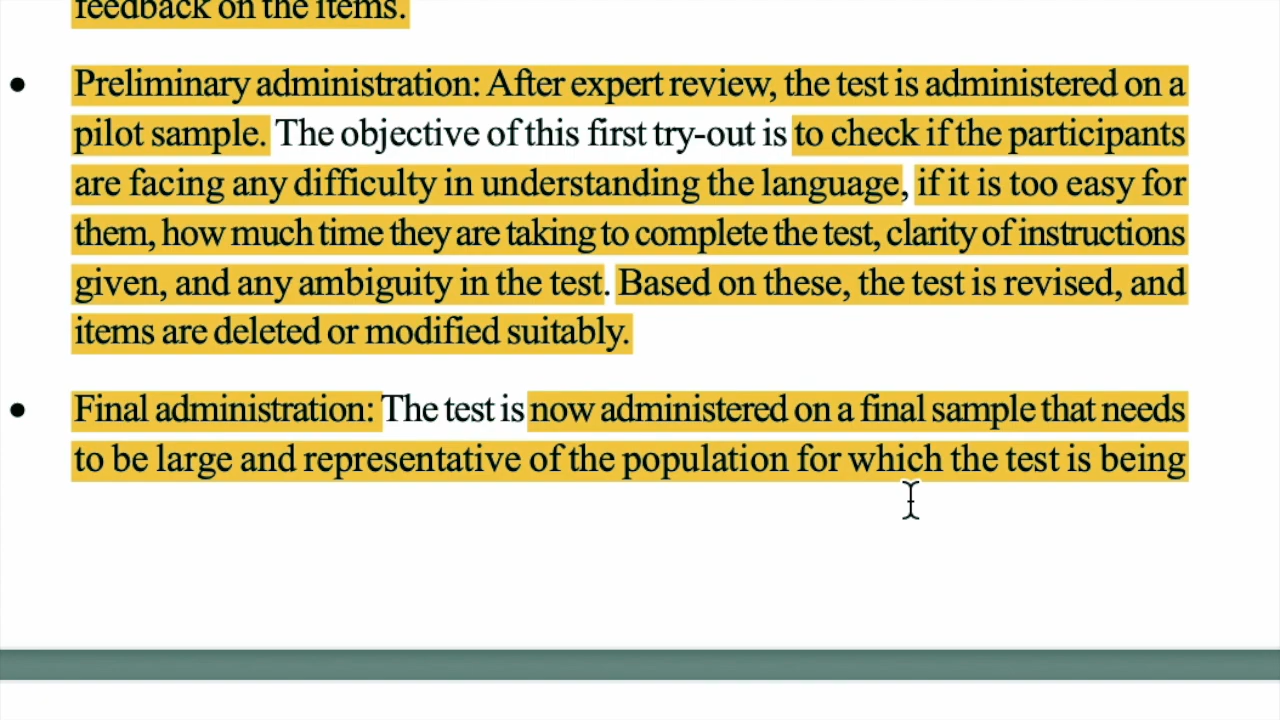 feedback on the items.
• Preliminary administration: After expert review, the test is administered on a
pilot sample. The objective of this first try-out is to check if the participants
are facing any difficulty in understanding the language, if it is too easy for
them, how much time they are taking to complete the test, clarity of instructions
given, and any ambiguity in the test. Based on these, the test is revised, and
items are deleted or modified suitably.
• Final administration: The test is now administered on a final sample that needs
to be large and representative of the population for which the test is being